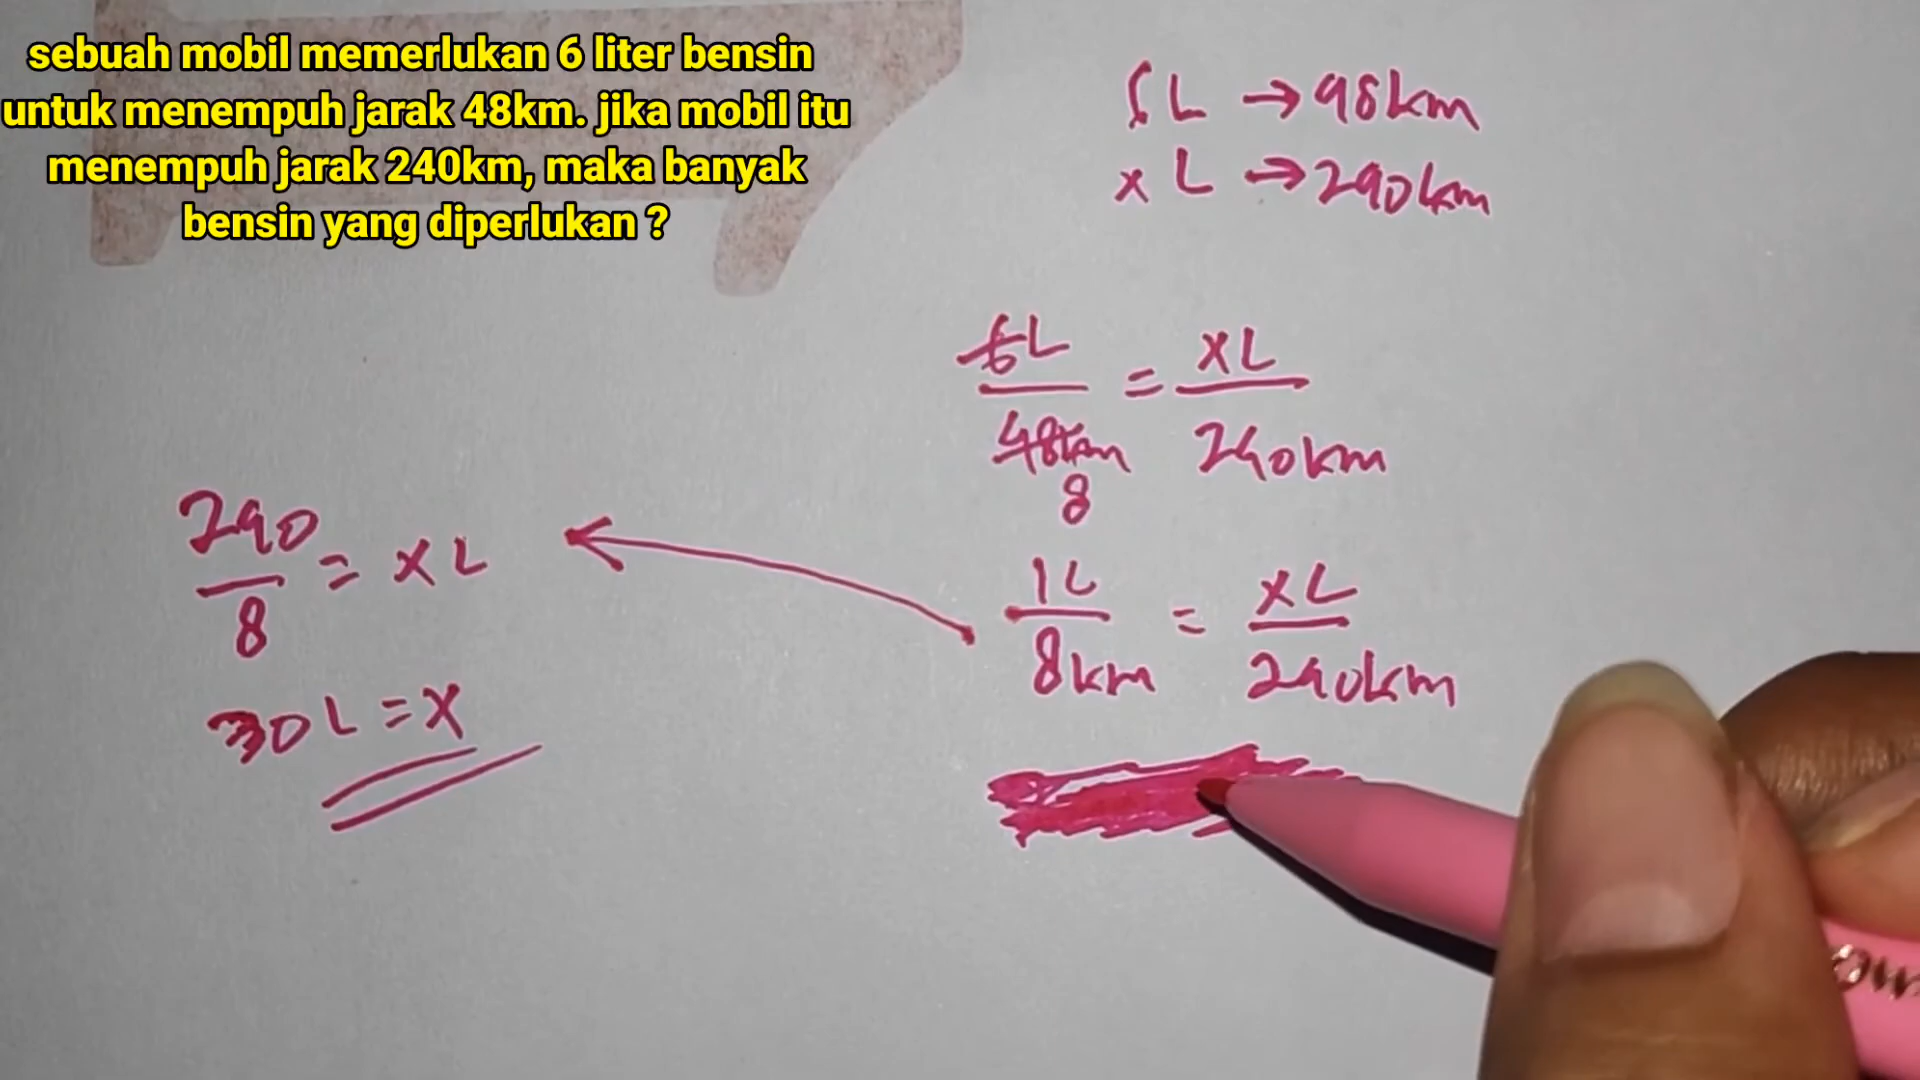 sebuah mobil memerlukan 6 liter bensin
untuk menempuh jarak 48km. jika mobil itu
menempuh jarak 240km, maka banyak
bensin yang diperlukan ?
6 L → 48km
x L → 240km
6L/48km = xL/240km
8
1L/8km = xL/240km
240/8 = x L
30 L = x